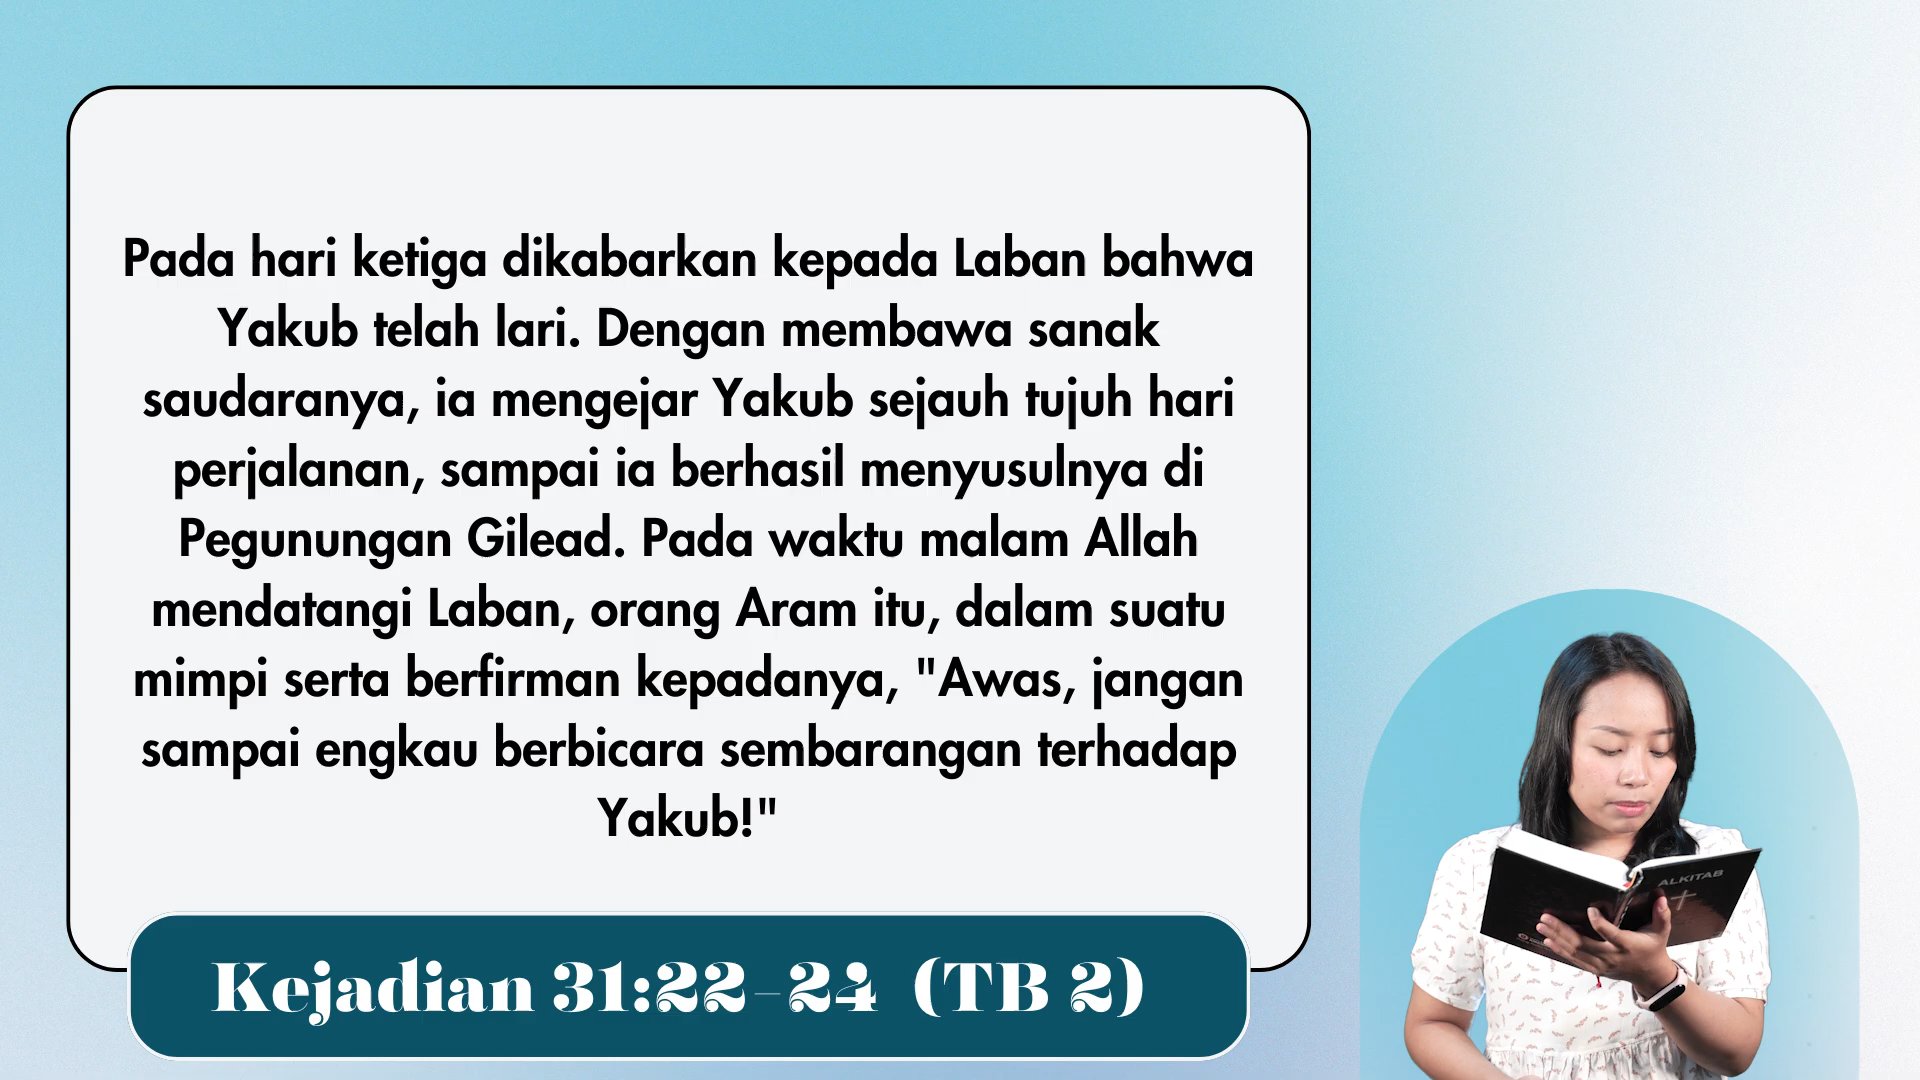 Pada hari ketiga dikabarkan kepada Laban bahwa
Yakub telah lari. Dengan membawa sanak
saudaranya, ia mengejar Yakub sejauh tujuh hari
perjalanan, sampai ia berhasil menyusulnya di
Pegunungan Gilead. Pada waktu malam Allah
mendatangi Laban, orang Aram itu, dalam suatu
mimpi serta berfirman kepadanya, "Awas, jangan
sampai engkau berbicara sembarangan terhadap
Yakub!"
Kejadian 31:22-24 (TB 2)
ALKITAB